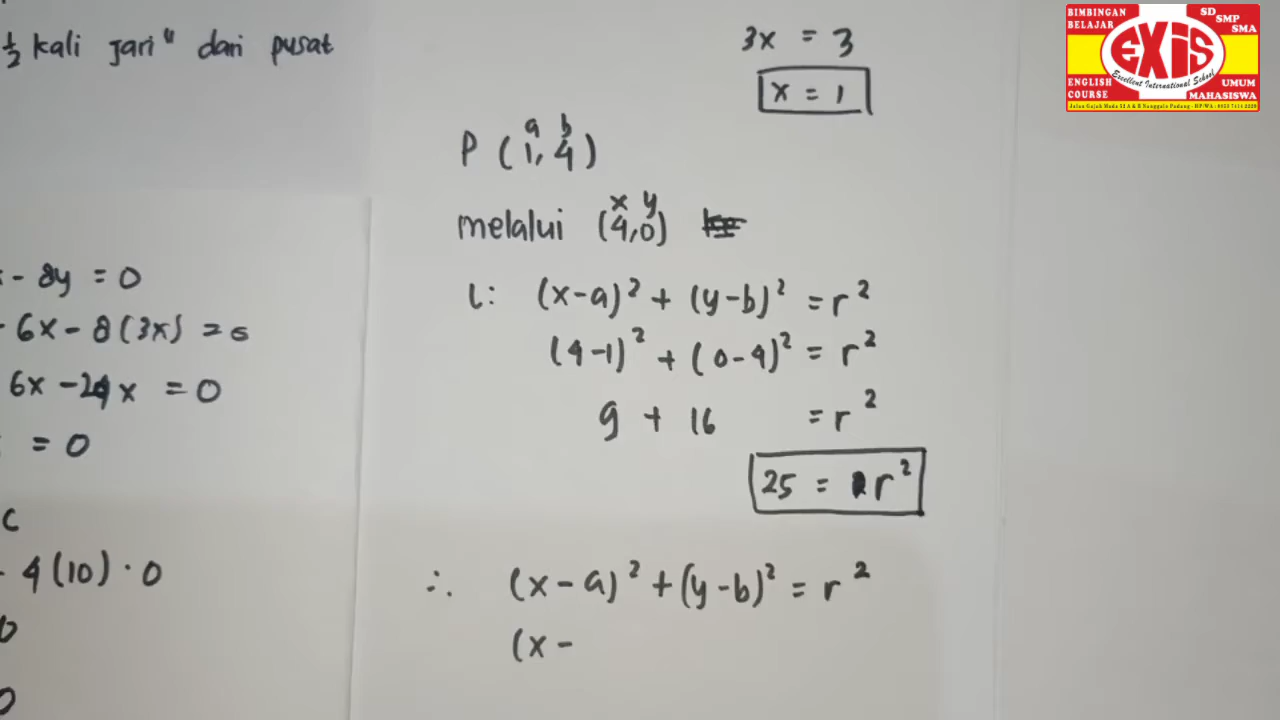 ½ kali jari" dari pusat
- 8y = 0
6x - 8(3x) = 0
6x - 24x = 0
= 0
c
4(10) · 0
0
0
3x = 3
x = 1
a b
P (1, 4)
x y
melalui (4,0)
L: (x-a)² + (y-b)² = r²
(4-1)² + (0-4)² = r²
9 + 16 = r²
25 = r²
∴ (x-a)² + (y-b)² = r²
(x -
BIMBINGAN
BELAJAR
SD
SMP
SMA
EXIS
Excellent International School
ENGLISH
COURSE
UMUM
MAHASISWA